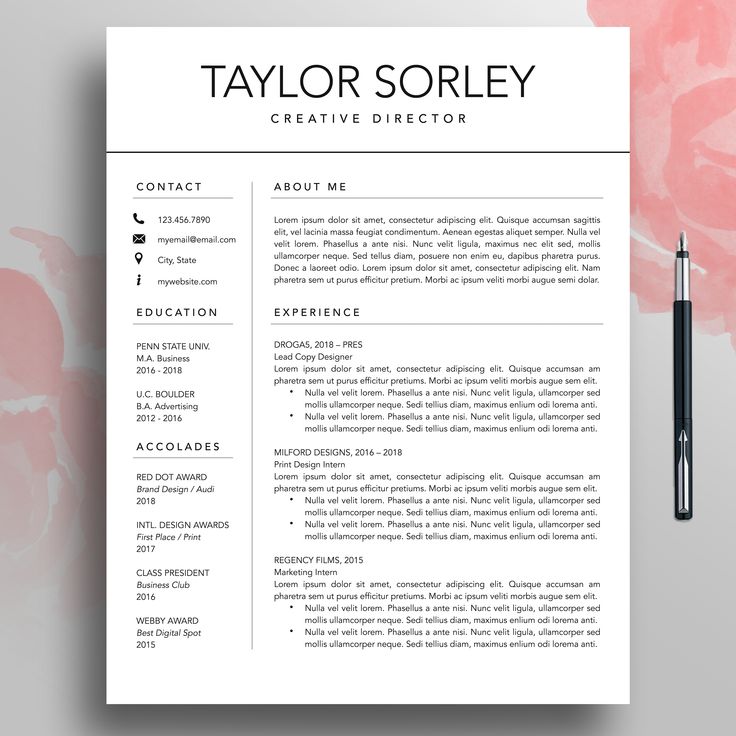 TAYLOR SORLEY
CREATIVE DIRECTOR
CONTACT
123.456.7890
myemail@email.com
City, State
mywebsite.com
EDUCATION
PENN STATE UNIV.
M.A. Business
2016 - 2018
U.C. BOULDER
B.A. Advertising
2012 - 2016
ACCOLADES
RED DOT AWARD
Brand Design / Audi
2018
INTL. DESIGN AWARDS
First Place / Print
2017
CLASS PRESIDENT
Business Club
2016
WEBBY AWARD
Best Digital Spot
2015
ABOUT ME
Lorem ipsum dolor sit amet, consectetur adipiscing elit. Quisque accumsan sagittis
elit, vel lacinia massa feugiat condimentum. Aenean egestas aliquet semper. Nulla vel
velit lorem. Phasellus a ante nisi. Nunc velit ligula, maximus nec elit sed, mollis
ullamcorper neque. Sed tellus diam, posuere non enim eu, dapibus pharetra purus.
Donec a laoreet odio. Lorem ipsum dolor sit amet, consectetur adipiscing elit. Nam
pharetra sem ut purus efficitur pretiums. Morbi ac ipsum velit augue sem dolor.
EXPERIENCE
DROGA5, 2018 – PRES
Lead Copy Designer
Lorem ipsum dolor sit amet, consectetur adipiscing elit. Quisque ipsum accumsan
pharetra sem ut purus efficitur pretiums. Morbi ac ipsum veliti morbis augue sem elit.
• Nulla vel velit lorem. Phasellus a ante nisi. Nunc velit ligula, ullamcorper sed
mollis ullamcorper neque. Sedi tellius diam, maximus enlium odi lorema anti.
• Nulla vel velit lorem. Phasellus a ante nisi. Nunc velit ligula, ullamcorper sed
mollis ullamcorper neque. Sedi tellius diam, maximus enlium odi lorema anti.
MILFORD DESIGNS, 2016 – 2018
Print Design Intern
Lorem ipsum dolor sit amet, consectetur adipiscing elit. Quisque ipsum accumsan
pharetra sem ut purus efficitur pretiums. Morbi ac ipsum veliti morbis augue sem elit.
• Nulla vel velit lorem. Phasellus a ante nisi. Nunc velit ligula, ullamcorper sed
mollis ullamcorper neque. Sedi tellius diam, maximus enlium odi lorema anti.
• Nulla vel velit lorem. Phasellus a ante nisi. Nunc velit ligula, ullamcorper sed
mollis ullamcorper neque. Sedi tellius diam, maximus enlium odi lorema anti.
REGENCY FILMS, 2015
Marketing Intern
Lorem ipsum dolor sit amet, consectetur adipiscing elit. Quisque ipsum accumsan
pharetra sem ut purus efficitur pretiums. Morbi ac ipsum veliti morbis augue sem elit.
• Nulla vel velit lorem. Phasellus a ante nisi. Nunc velit ligula, ullamcorper sed
mollis ullamcorper neque. Sedi tellius diam, maximus enlium odi lorema anti.
• Nulla vel velit lorem. Phasellus a ante nisi. Nunc velit ligula, ullamcorper sed
mollis ullamcorper neque. Sedi tellius diam, maximus enlium odi lorema anti.